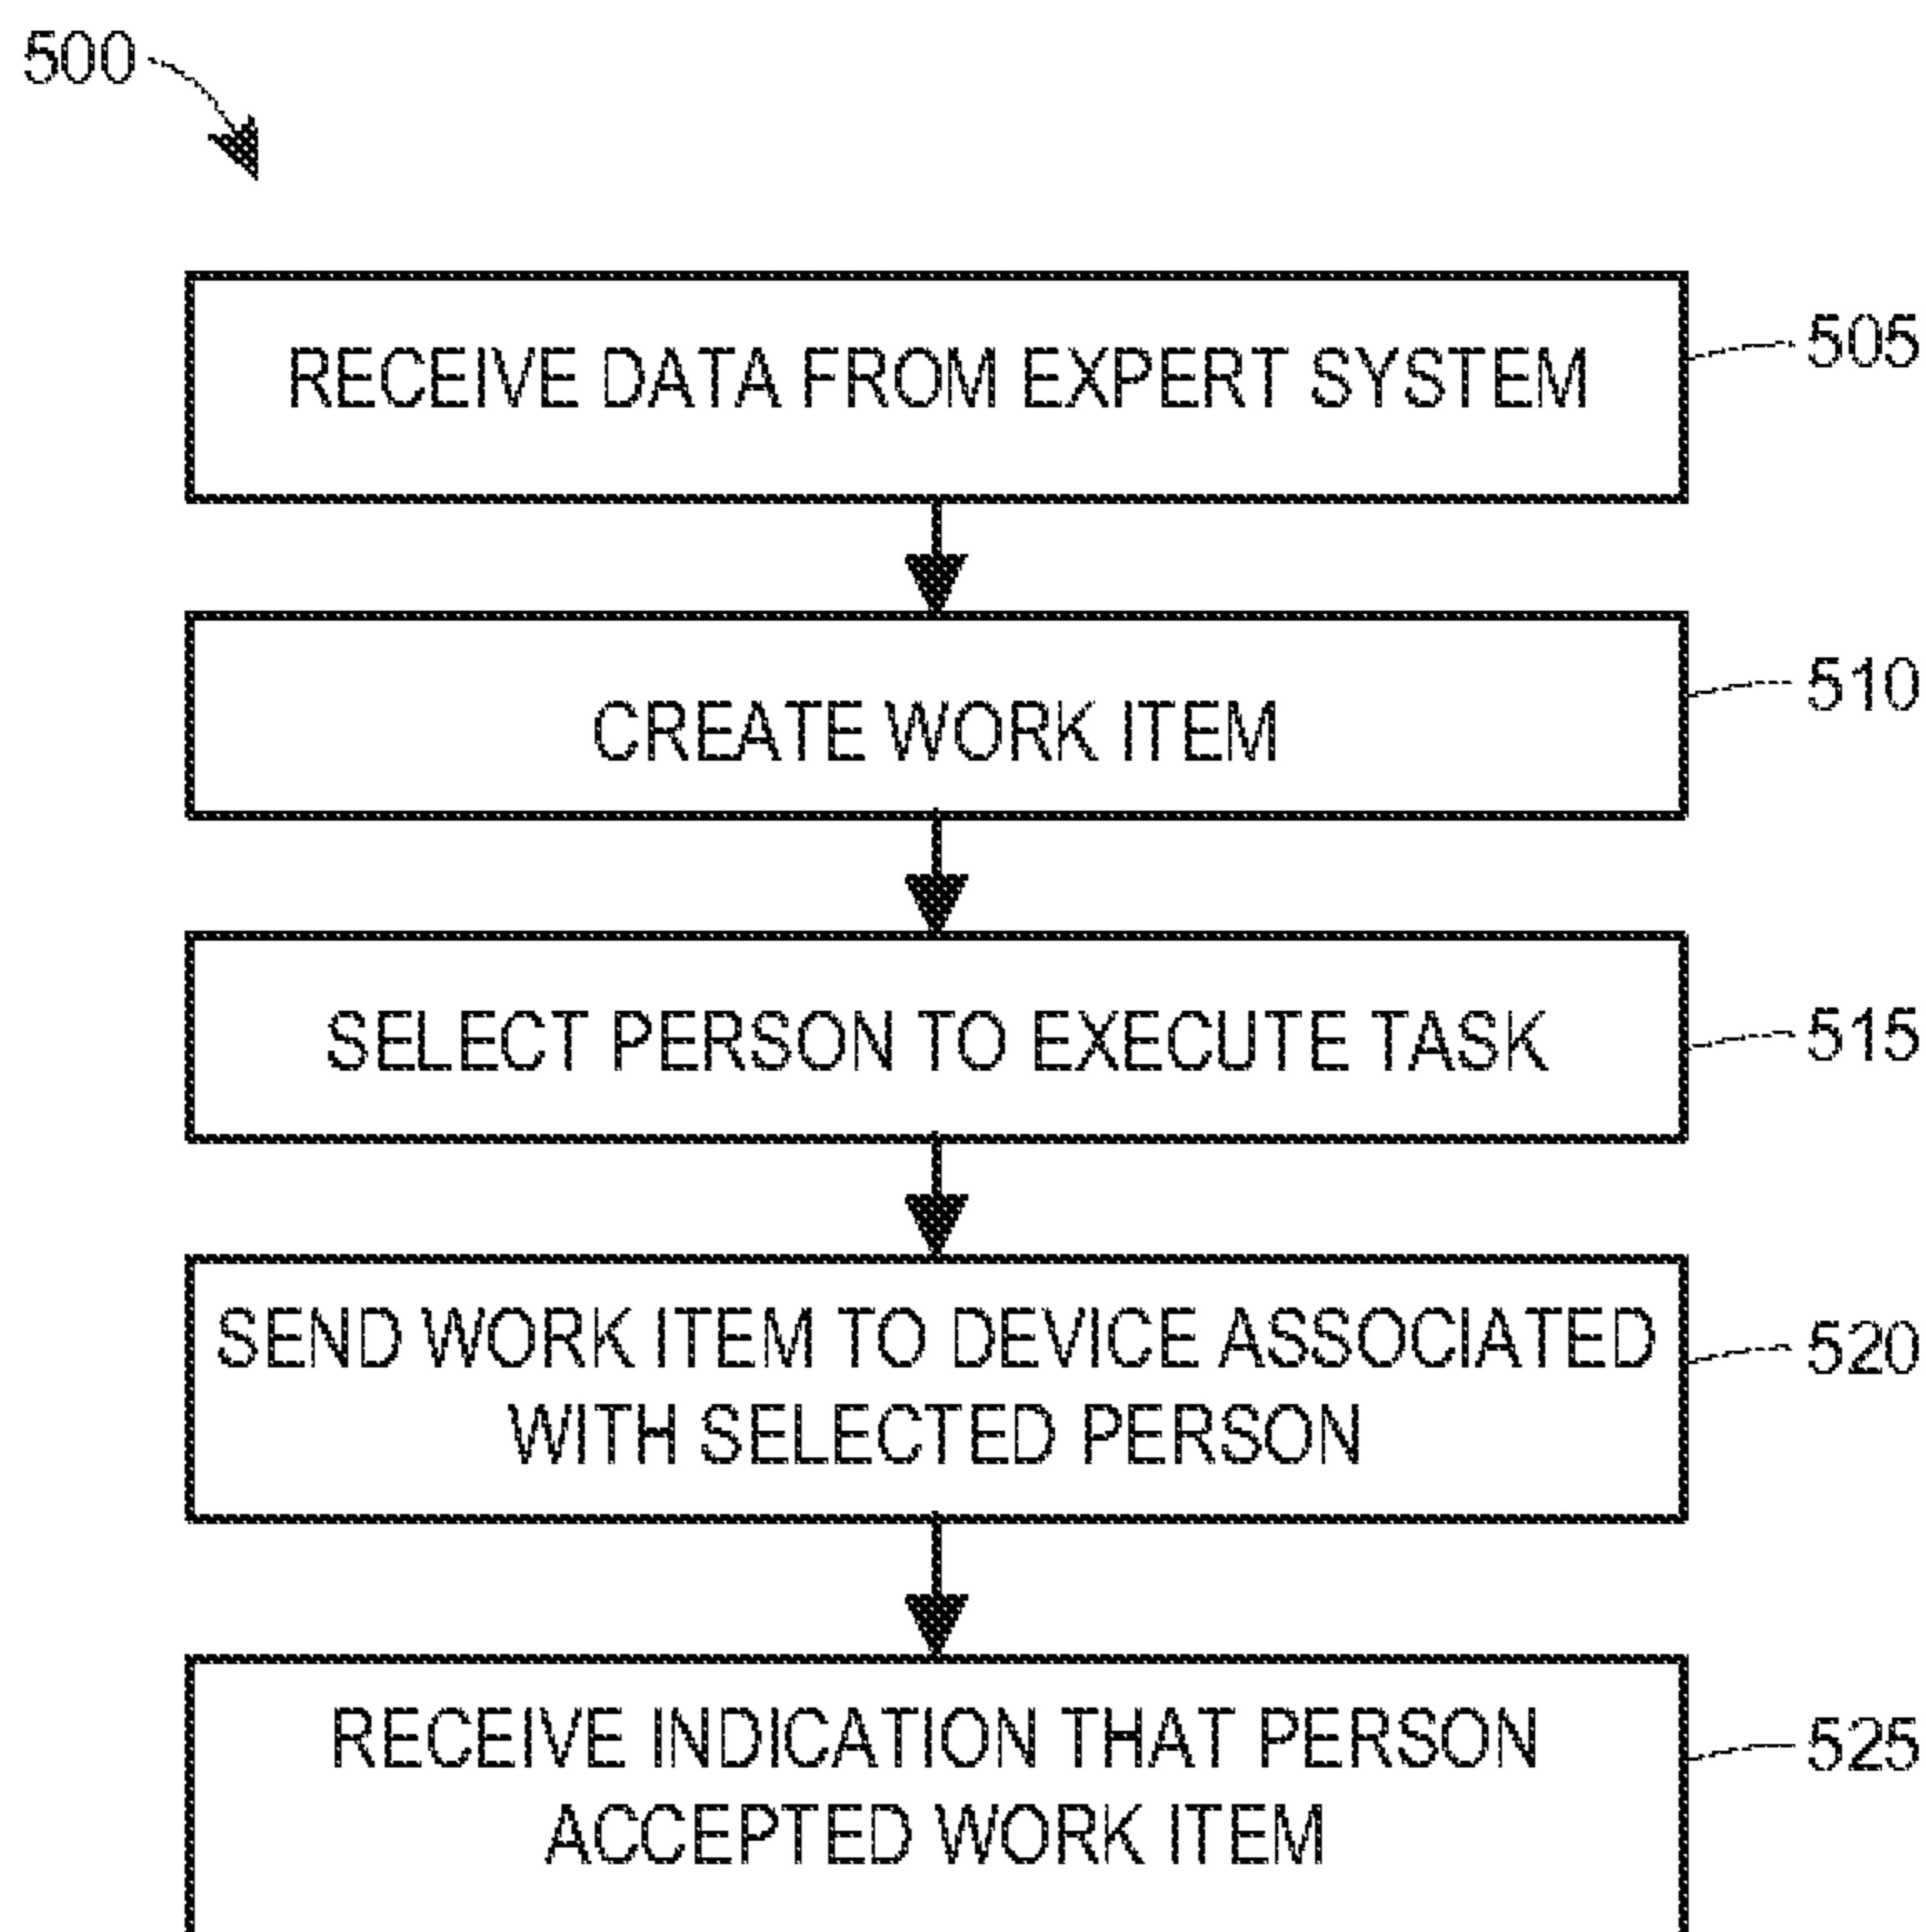 500
RECEIVE DATA FROM EXPERT SYSTEM
505
CREATE WORK ITEM
510
SELECT PERSON TO EXECUTE TASK
515
SEND WORK ITEM TO DEVICE ASSOCIATED
WITH SELECTED PERSON
520
RECEIVE INDICATION THAT PERSON
ACCEPTED WORK ITEM
525